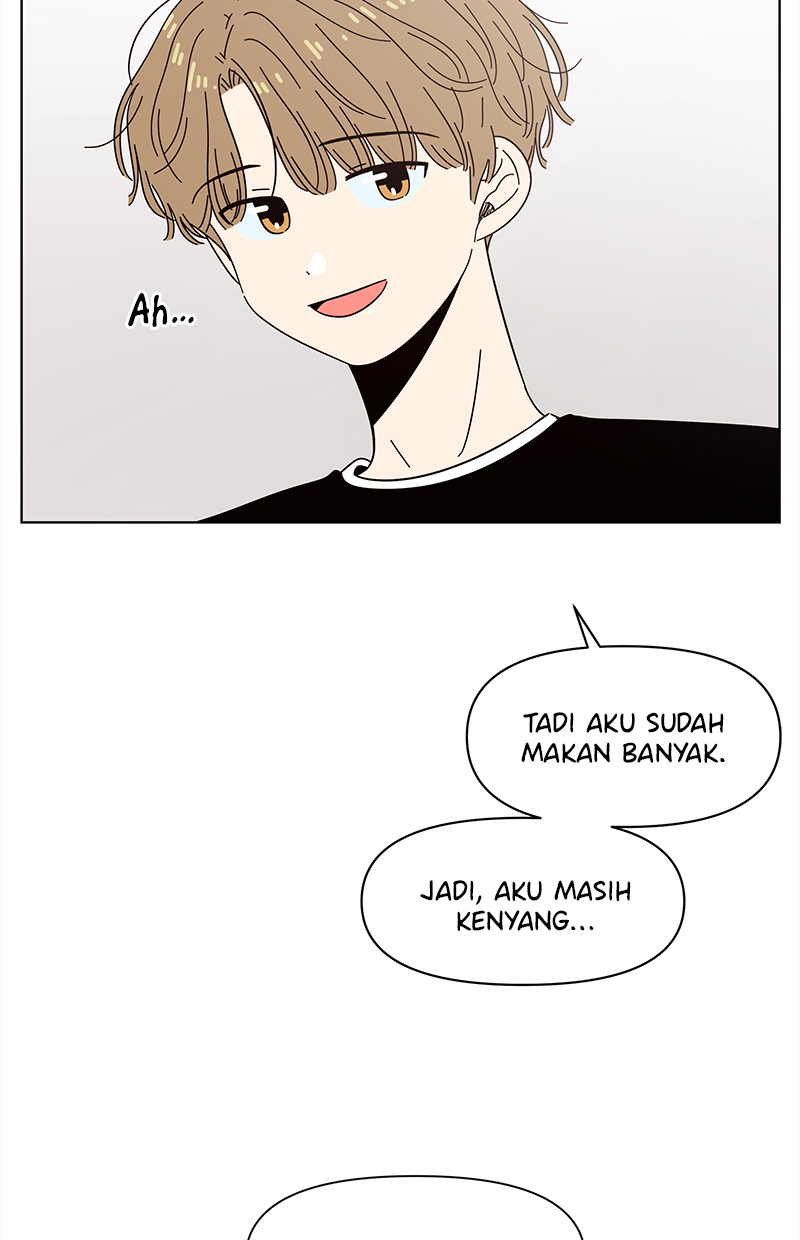 Ah...
TADI AKU SUDAH
MAKAN BANYAK.
JADI, AKU MASIH
KENYANG...